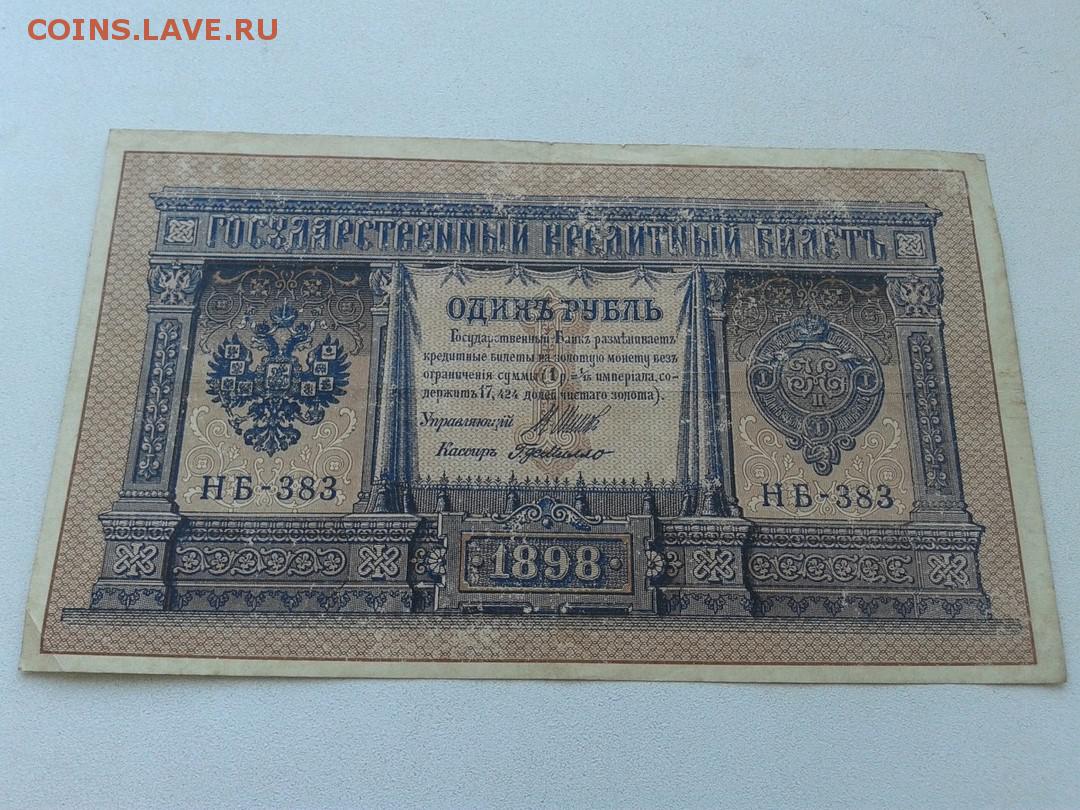 COINS.LAVE.RU
ГОСУДАРСТВЕННЫЙ КРЕДИТНЫЙ БИЛЕТЪ
ОДИНЪ РУБЛЬ
Государственный Банкъ размѣниваетъ
кредитные билеты на золотую монету безъ
ограниченія суммы (1 р. = 1/15 имперіала, со-
держитъ 17,424 долей чистаго золота).
Управляющій
Кассиръ
НБ-383
НБ-383
1898